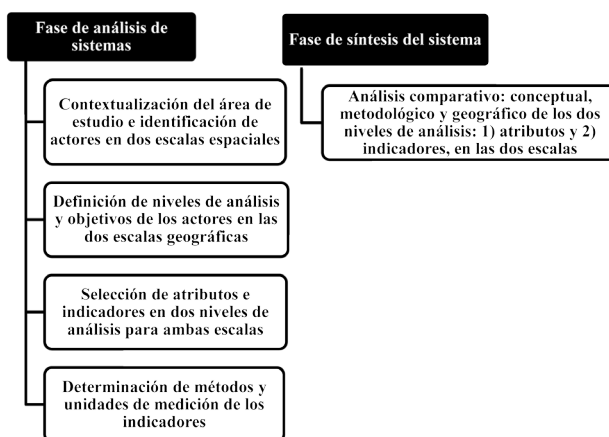 Fase de análisis de
sistemas
Contextualización del área de
estudio e identificación de
actores en dos escalas espaciales
Definición de niveles de análisis
y objetivos de los actores en las
dos escalas geográficas
Selección de atributos e
indicadores en dos niveles de
análisis para ambas escalas
Determinación de métodos y
unidades de medición de los
indicadores
Fase de síntesis del sistema
Análisis comparativo: conceptual,
metodológico y geográfico de los dos
niveles de análisis: 1) atributos y 2)
indicadores, en las dos escalas